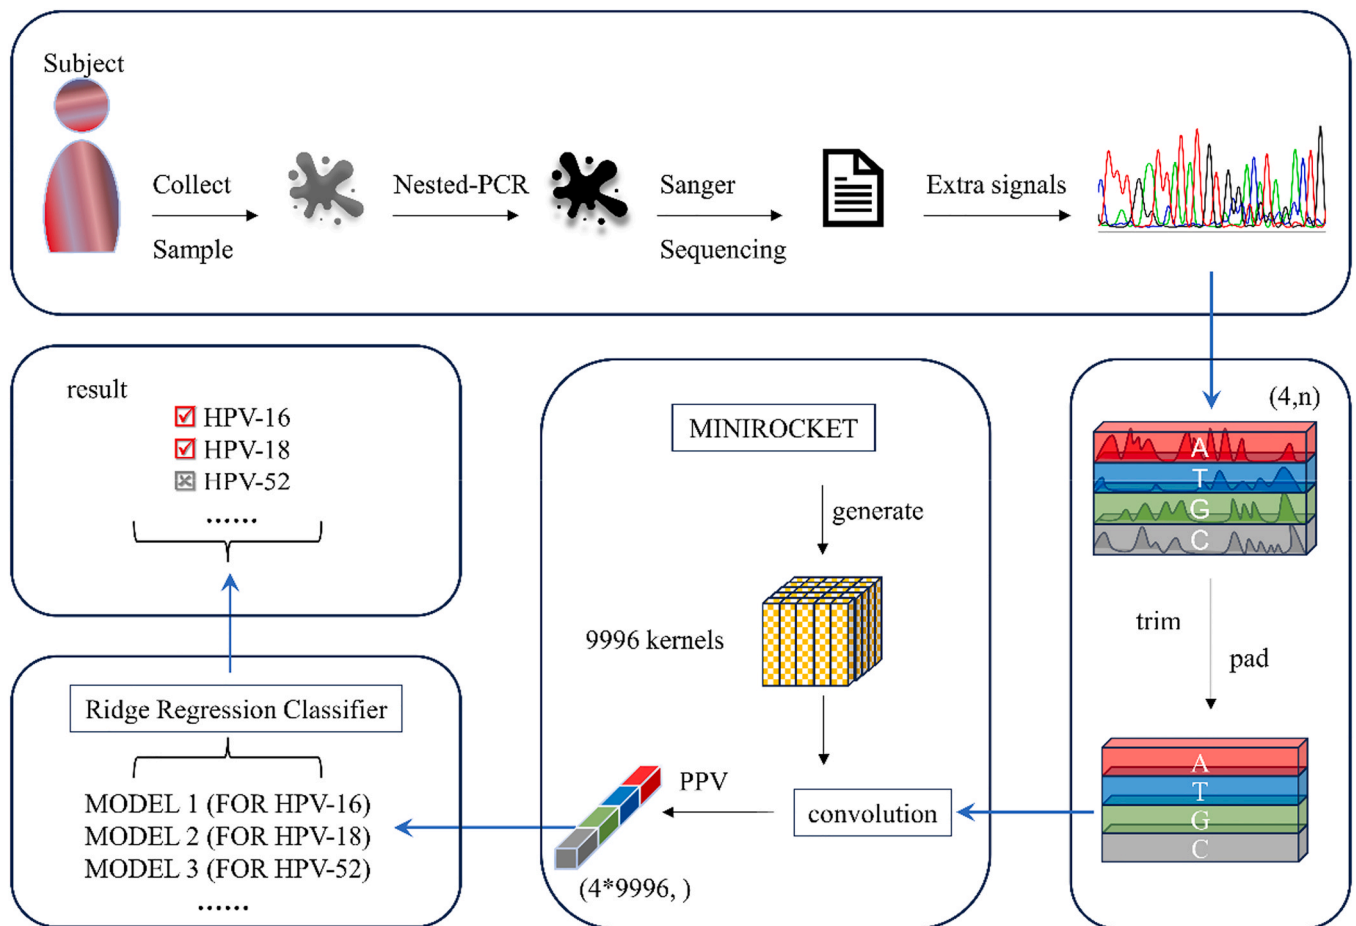 Subject
Collect
Sample
Nested-PCR
Sanger
Sequencing
Extra signals
(4,n)
A
T
G
C
trim
pad
A
T
G
C
MINIROCKET
generate
9996 kernels
convolution
PPV
(4*9996, )
Ridge Regression Classifier
MODEL 1 (FOR HPV-16)
MODEL 2 (FOR HPV-18)
MODEL 3 (FOR HPV-52)
......
result
HPV-16
HPV-18
HPV-52
......